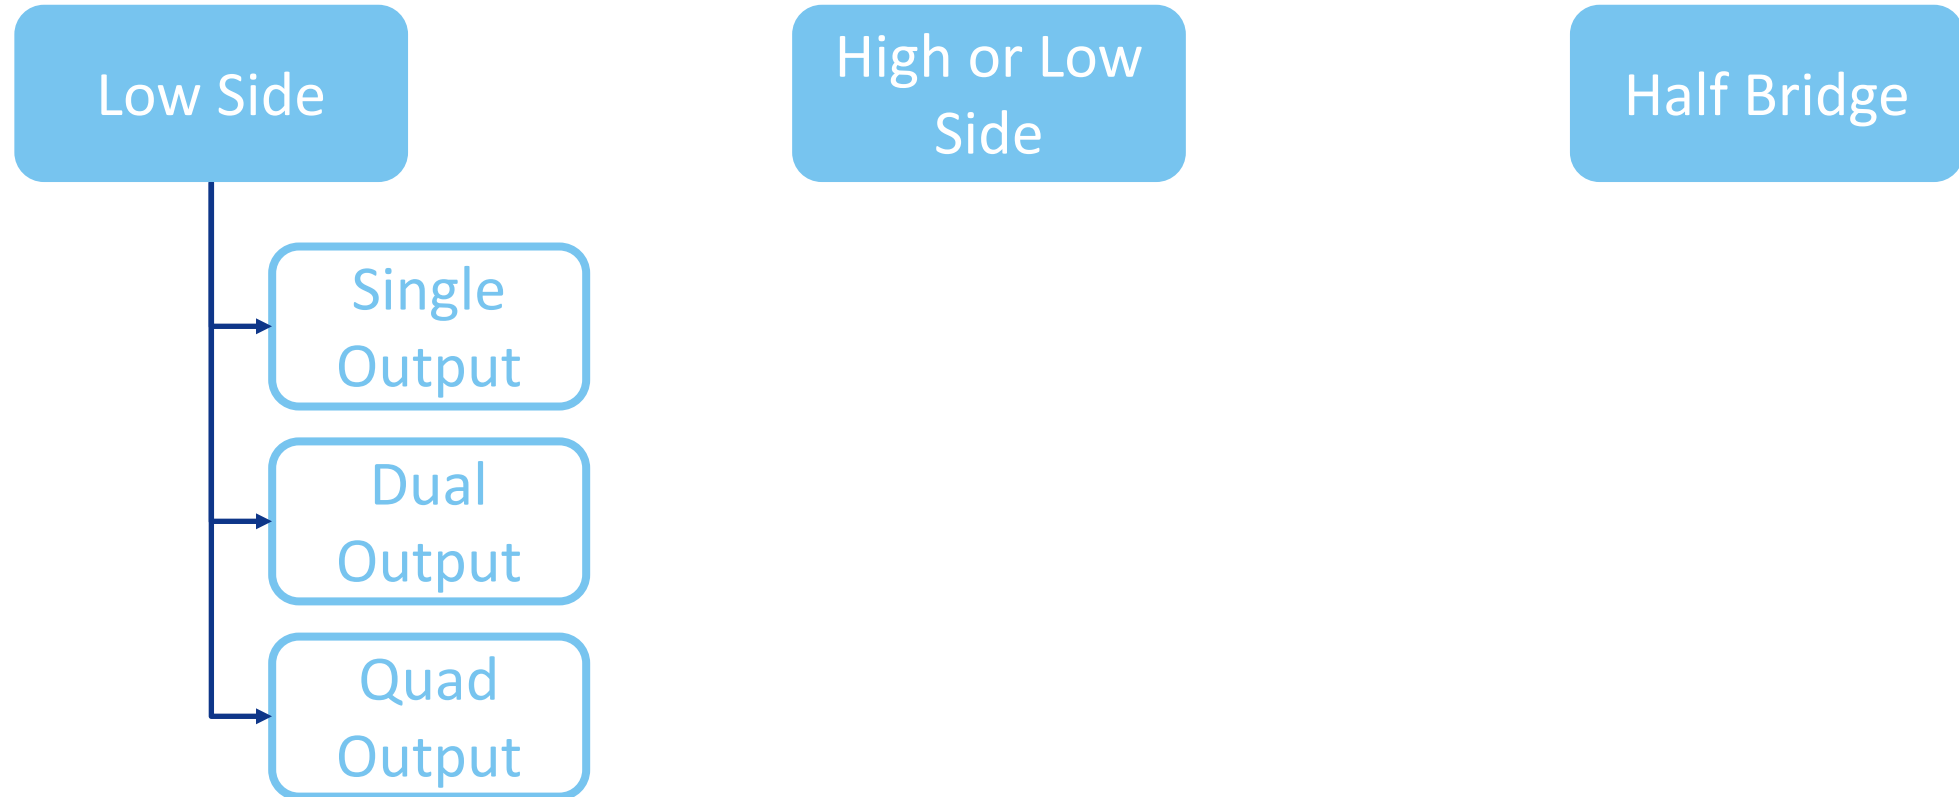 Low Side
High or Low
Side
Half Bridge
Single
Output
Dual
Output
Quad
Output